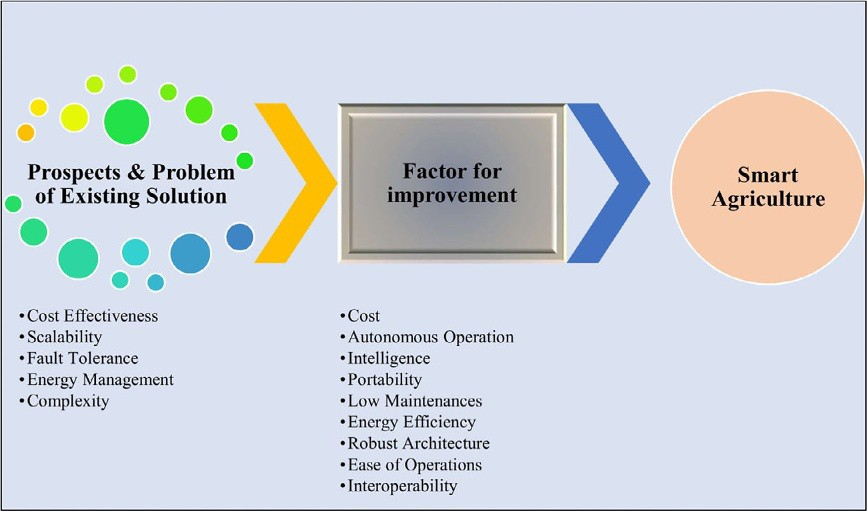 Prospects & Problem
of Existing Solution
Factor for
improvement
Smart
Agriculture
•Cost Effectiveness
•Scalability
•Fault Tolerance
•Energy Management
•Complexity
•Cost
•Autonomous Operation
•Intelligence
•Portability
•Low Maintenances
•Energy Efficiency
•Robust Architecture
•Ease of Operations
•Interoperability